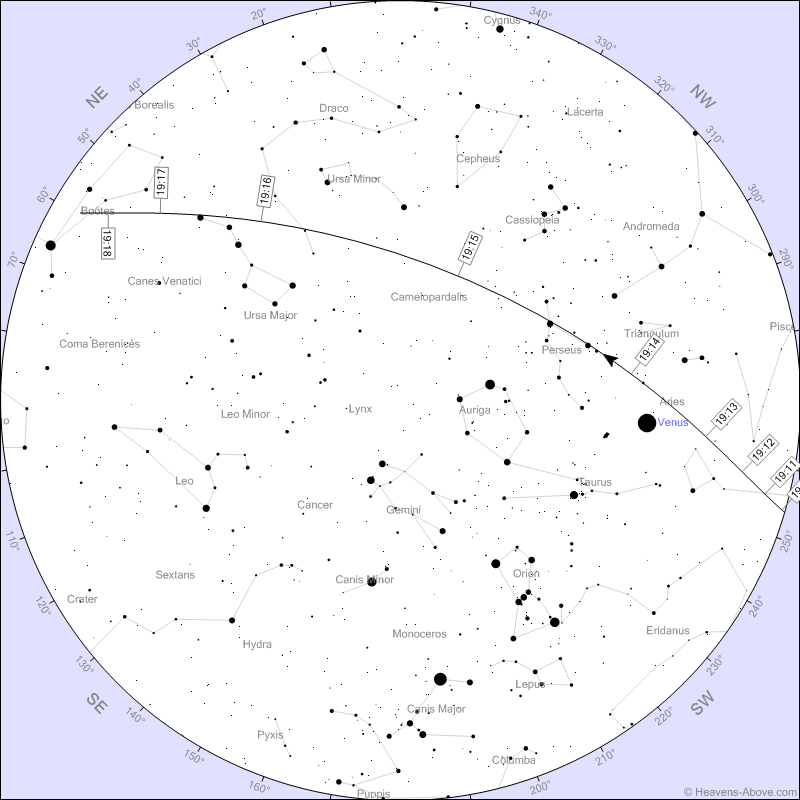 Cygnus
340°
20°
330°
30°
NE
40°
Borealis
Draco
Lacerta
320°
NW
50°
Cepheus
310°
60°
19:17
19:16
Ursa Minor
300°
Boötes
Cassiopeia
Andromeda
19:18
19:15
70°
290°
Canes Venatici
Camelopardalis
Ursa Major
Triangulum
Pisce
Coma Berenices
Perseus
19:14
Aries
Leo Minor
Lynx
Auriga
19:13
Venus
19:12
Leo
Taurus
19:11
19:
Cancer
Gemini
110°
250°
Sextans
Canis Minor
Orion
Crater
120°
240°
Monoceros
Eridanus
Hydra
130°
230°
Lepus
SE
SW
140°
Canis Major
220°
Pyxis
150°
210°
Columba
160°
200°
Puppis
© Heavens-Above.com